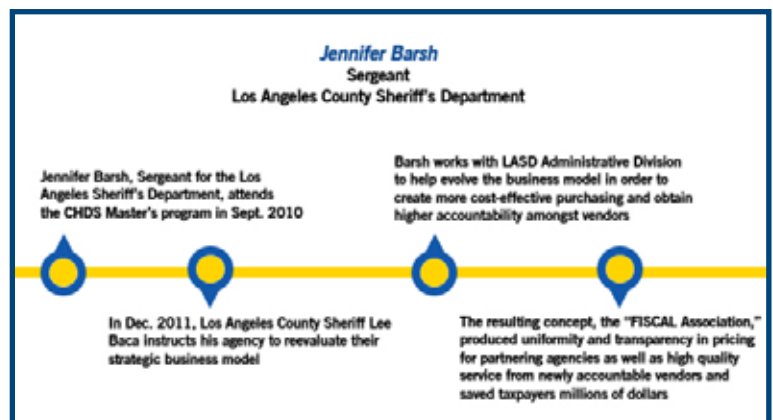 Jennifer Barsh
Sergeant
Los Angeles County Sheriff's Department
Jennifer Barsh, Sergeant for the Los
Angeles Sheriff's Department, attends
the CHDS Master's program in Sept. 2010
In Dec. 2011, Los Angeles County Sheriff Lee
Baca instructs his agency to reevaluate their
strategic business model
Barsh works with LASD Administrative Division
to help evolve the business model in order to
create more cost-effective purchasing and obtain
higher accountability amongst vendors
The resulting concept, the "FISCAL Association,"
produced uniformity and transparency in pricing
for partnering agencies as well as high quality
service from newly accountable vendors and
saved taxpayers millions of dollars